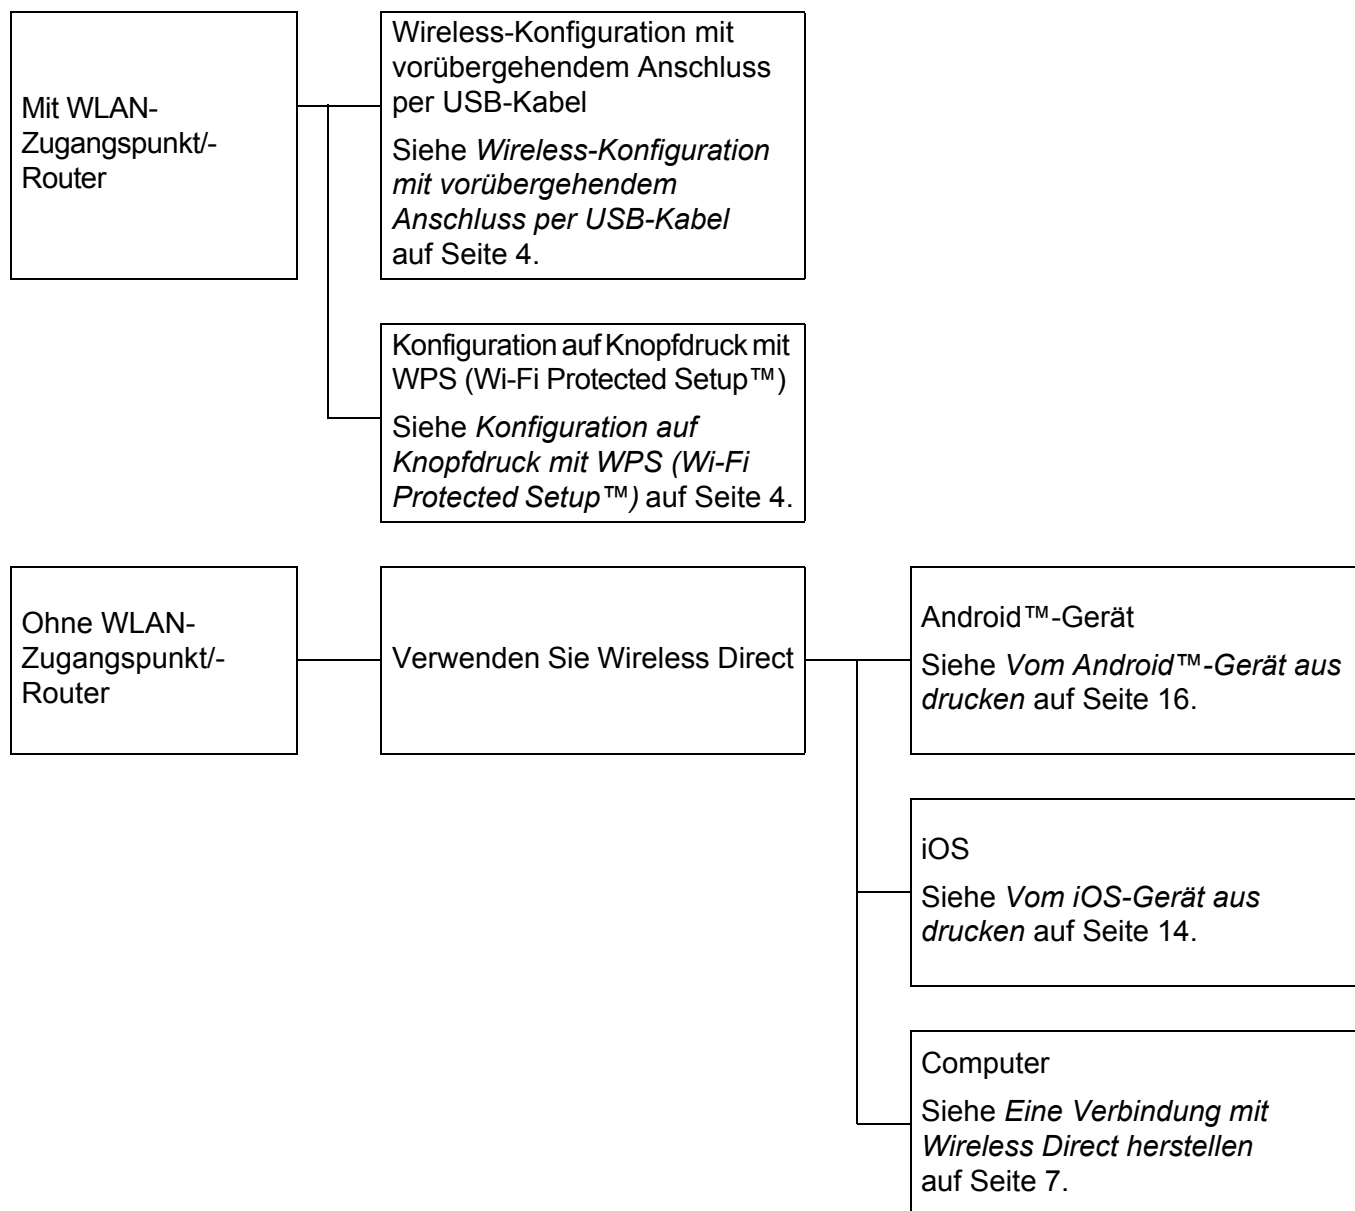 Mit WLAN-
Zugangspunkt/-
Router
Wireless-Konfiguration mit
vorübergehendem Anschluss
per USB-Kabel
Siehe Wireless-Konfiguration
mit vorübergehendem
Anschluss per USB-Kabel
auf Seite 4.
Konfiguration auf Knopfdruck mit
WPS (Wi-Fi Protected Setup™)
Siehe Konfiguration auf
Knopfdruck mit WPS (Wi-Fi
Protected Setup™) auf Seite 4.
Ohne WLAN-
Zugangspunkt/-
Router
Verwenden Sie Wireless Direct
Android™-Gerät
Siehe Vom Android™-Gerät aus
drucken auf Seite 16.
iOS
Siehe Vom iOS-Gerät aus
drucken auf Seite 14.
Computer
Siehe Eine Verbindung mit
Wireless Direct herstellen
auf Seite 7.